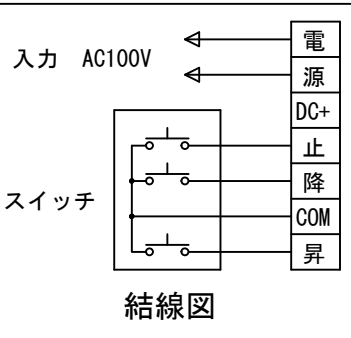 入力 AC100V
スイッチ
電
源
DC+
止
降
COM
昇
結線図